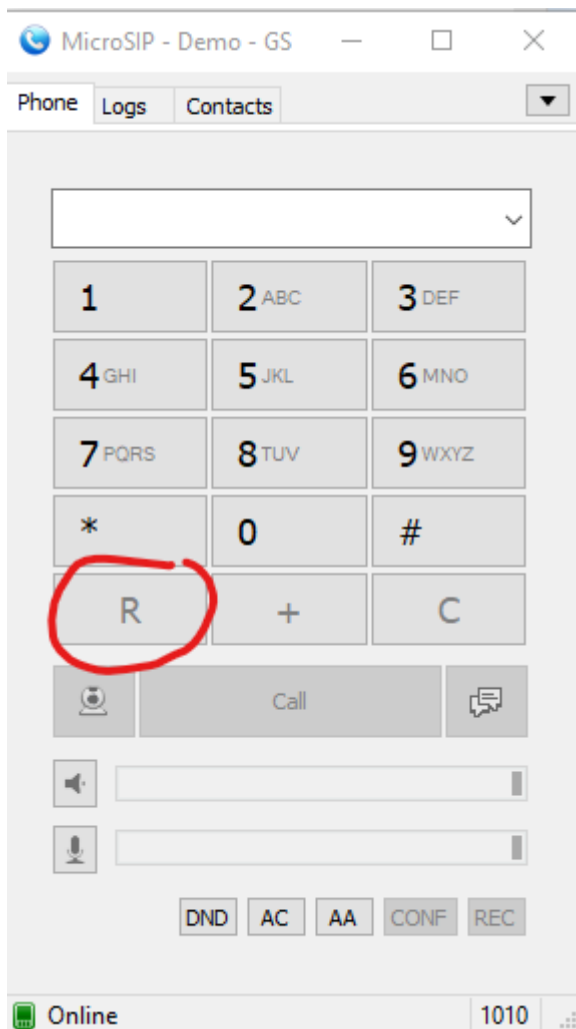 MicroSIP - Demo - GS
Phone Logs Contacts
1 2 ABC 3 DEF
4 GHI 5 JKL 6 MNO
7 PQRS 8 TUV 9 WXYZ
* 0 #
R + C
Call
DND AC AA CONF REC
Online 1010